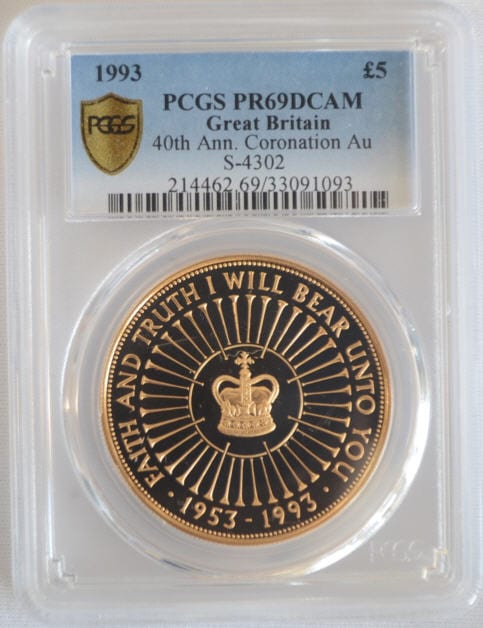 1993 £5
PCGS
PCGS PR69DCAM
Great Britain
40th Ann. Coronation Au
S-4302
214462.69/33091093
FAITH AND TRUTH I WILL BEAR UNTO YOU
· 1953 - 1993 ·
PCGS